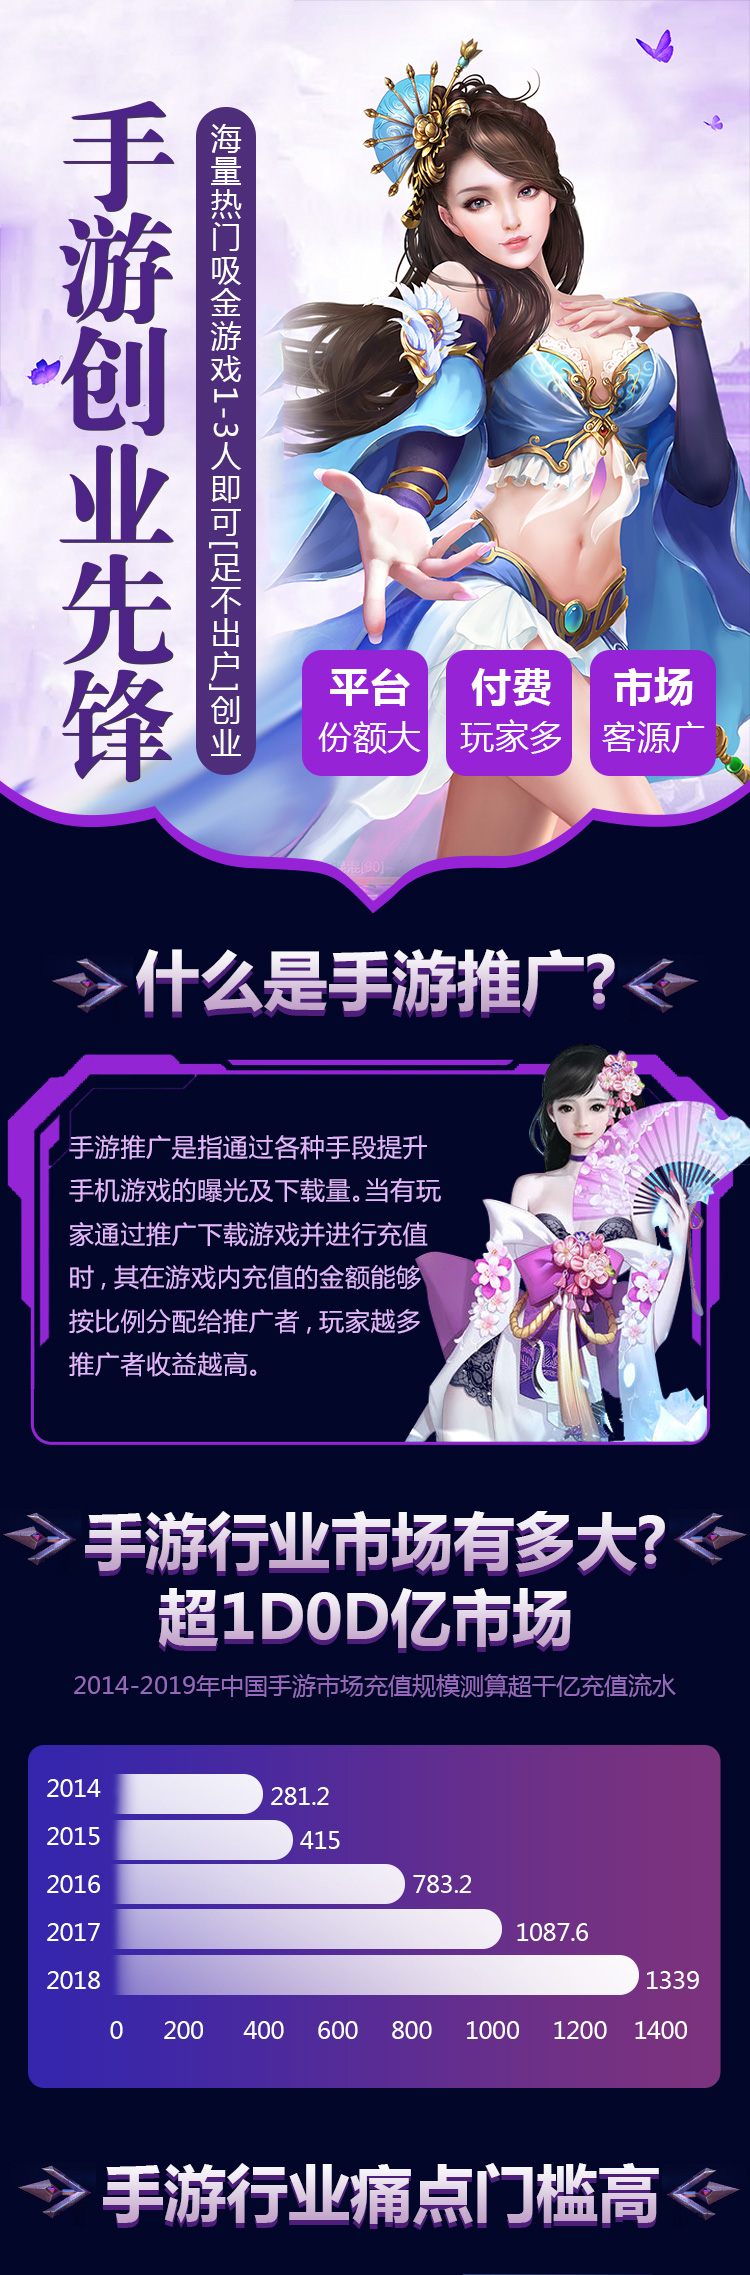 手游创业先锋
海量热门吸金游戏1-3人即可[足不出户]创业
平台
份额大
付费
玩家多
市场
客源广
什么是手游推广?
手游推广是指通过各种手段提升
手机游戏的曝光及下载量。当有玩
家通过推广下载游戏并进行充值
时,其在游戏内充值的金额能够
按比例分配给推广者,玩家越多
推广者收益越高。
手游行业市场有多大?
超1D0D亿市场
2014-2019年中国手游市场充值规模测算超干亿充值流水
2014 281.2
2015 415
2016 783.2
2017 1087.6
2018 1339
0 200 400 600 800 1000 1200 1400
手游行业痛点门槛高